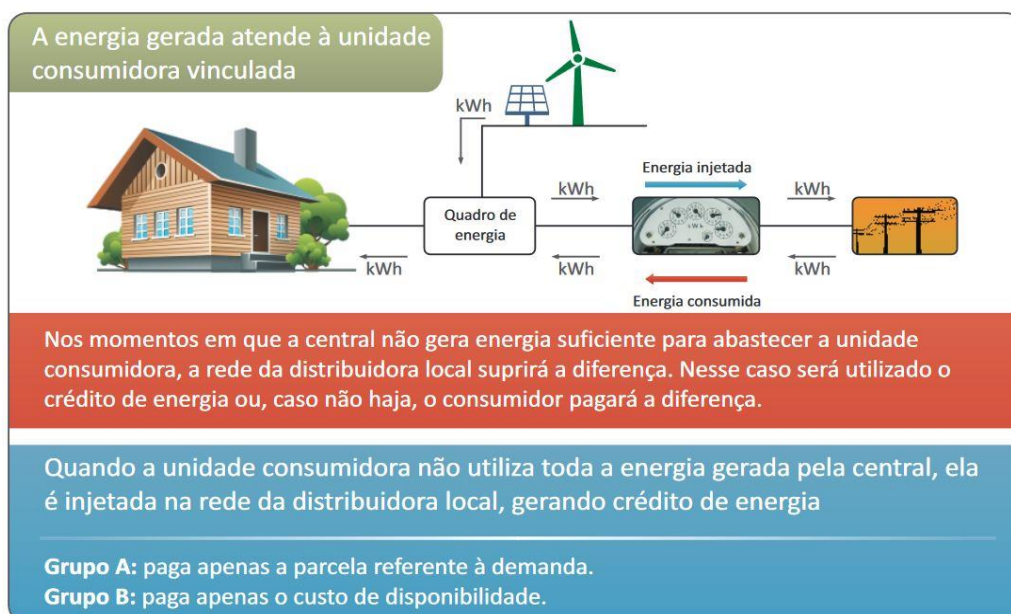 A energia gerada atende à unidade
consumidora vinculada
kWh
Energia injetada
kWh
kWh
Quadro de
energia
kWh
kWh
kWh
kWh
Energia consumida
Nos momentos em que a central não gera energia suficiente para abastecer a unidade
consumidora, a rede da distribuidora local suprirá a diferença. Nesse caso será utilizado o
crédito de energia ou, caso não haja, o consumidor pagará a diferença.
Quando a unidade consumidora não utiliza toda a energia gerada pela central, ela
é injetada na rede da distribuidora local, gerando crédito de energia
Grupo A: paga apenas a parcela referente à demanda.
Grupo B: paga apenas o custo de disponibilidade.